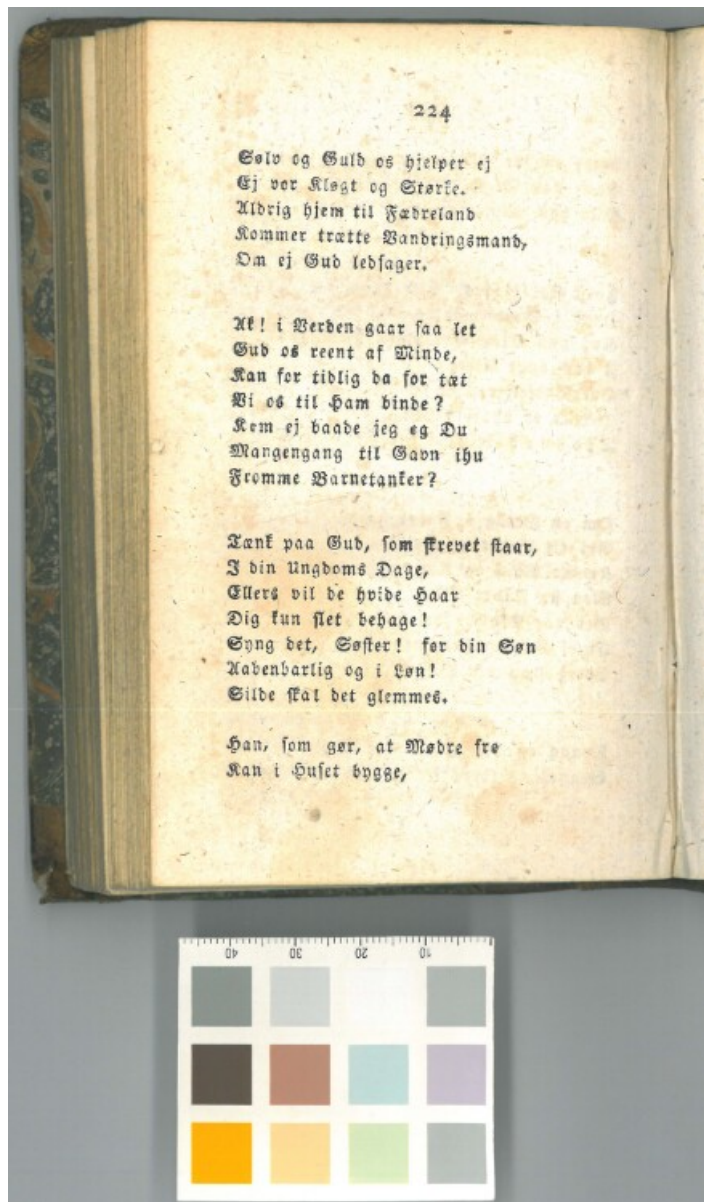 224
Sølv og Guld os hjelper ej
Ej vor Kløgt og Størke.
Aldrig hjem til Fædreland
Kommer trætte Vandringsmand,
Om ej Gud ledsager.
Ak! i Verden gaar saa let
Gud os reent af Minde,
Kan for tidlig da for tæt
Vi os til Ham binde?
Kom ej baade jeg og Du
Mangengang til Gavn ihu
Fromme Barnetanker?
Tænk paa Gud, som skrevet staar,
I din Ungdoms Dage,
Ellers vil de hvide Haar
Dig kun slet behage!
Syng det, Søster! for din Søn
Aabenbarlig og i Løn!
Silde skal det glemmes.
Han, som gør, at Mødre fro
Kan i Huset bygge,
40 30 20 10